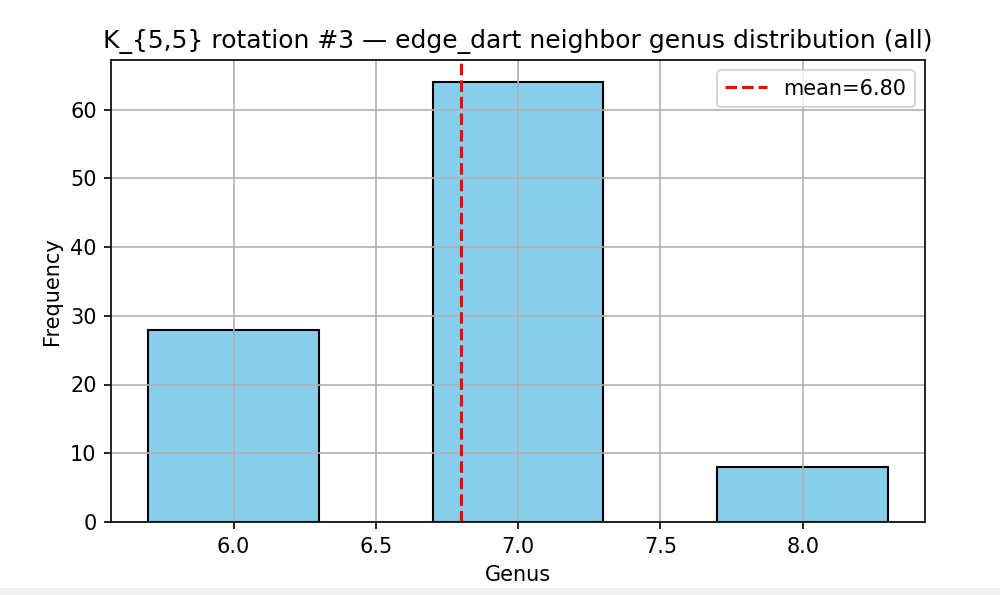 K_{5,5} rotation #3 — edge_dart neighbor genus distribution (all)
mean=6.80
Frequency
60
50
40
30
20
10
0
6.0 6.5 7.0 7.5 8.0
Genus